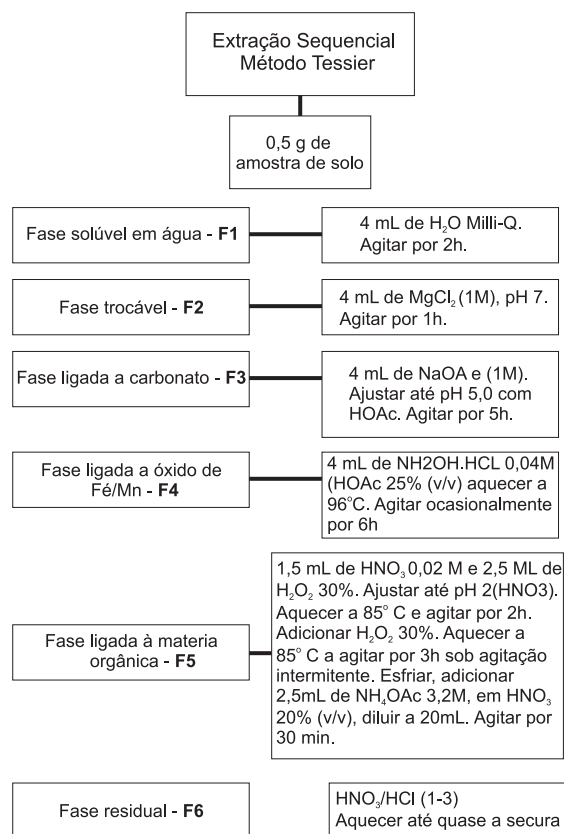 Extração Sequencial
Método Tessier
0,5 g de
amostra de solo
Fase solúvel em água - F1
4 mL de H₂O Milli-Q.
Agitar por 2h.
Fase trocável - F2
4 mL de MgCl₂ (1M), pH 7.
Agitar por 1h.
Fase ligada a carbonato - F3
4 mL de NaOA e (1M).
Ajustar até pH 5,0 com
HOAc. Agitar por 5h.
Fase ligada a óxido de
Fé/Mn - F4
4 mL de NH2OH.HCL 0,04M
(HOAc 25% (v/v) aquecer a
96°C. Agitar ocasionalmente
por 6h
Fase ligada à materia
orgânica - F5
1,5 mL de HNO₃ 0,02 M e 2,5 ML de
H₂O₂ 30%. Ajustar até pH 2(HNO3).
Aquecer a 85° C e agitar por 2h.
Adicionar H₂O₂ 30%. Aquecer a
85° C a agitar por 3h sob agitação
intermitente. Esfriar, adicionar
2,5mL de NH₄OAc 3,2M, em HNO₃
20% (v/v), diluir a 20mL. Agitar por
30 min.
Fase residual - F6
HNO₃/HCl (1-3)
Aquecer até quase a secura